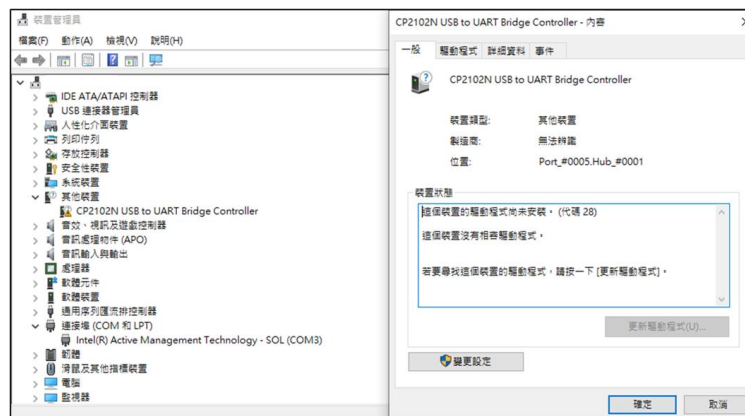 裝置管理員
檔案(F) 動作(A) 檢視(V) 說明(H)
IDE ATA/ATAPI 控制器
USB 連接器管理員
人性化介面裝置
列印佇列
存放控制器
安全性裝置
系統裝置
其他裝置
CP2102N USB to UART Bridge Controller
音效、視訊及遊戲控制器
音訊處理物件 (APO)
音訊輸入與輸出
處理器
軟體元件
軟體裝置
通用序列匯流排控制器
連接埠 (COM 和 LPT)
Intel(R) Active Management Technology - SOL (COM3)
韌體
滑鼠及其他指標裝置
電腦
監視器
CP2102N USB to UART Bridge Controller - 內容
一般 驅動程式 詳細資料 事件
CP2102N USB to UART Bridge Controller
裝置類型: 其他裝置
製造商: 無法辨識
位置: Port_#0005.Hub_#0001
裝置狀態
這個裝置的驅動程式尚未安裝。 (代碼 28)
這個裝置沒有相容驅動程式。
若要尋找這個裝置的驅動程式，請按一下 [更新驅動程式]。
更新驅動程式(U)...
變更設定
確定 取消